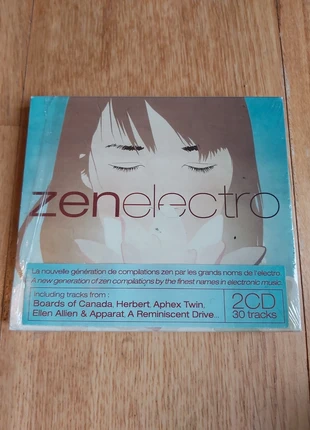 zenelectro
La nouvelle génération de compilations zen par les grands noms de l'electro.
A new generation of zen compilations by the finest names in electronic music.
including tracks from :
Boards of Canada, Herbert, Aphex Twin,
Ellen Allien & Apparat, A Reminiscent Drive...
2CD
30 tracks